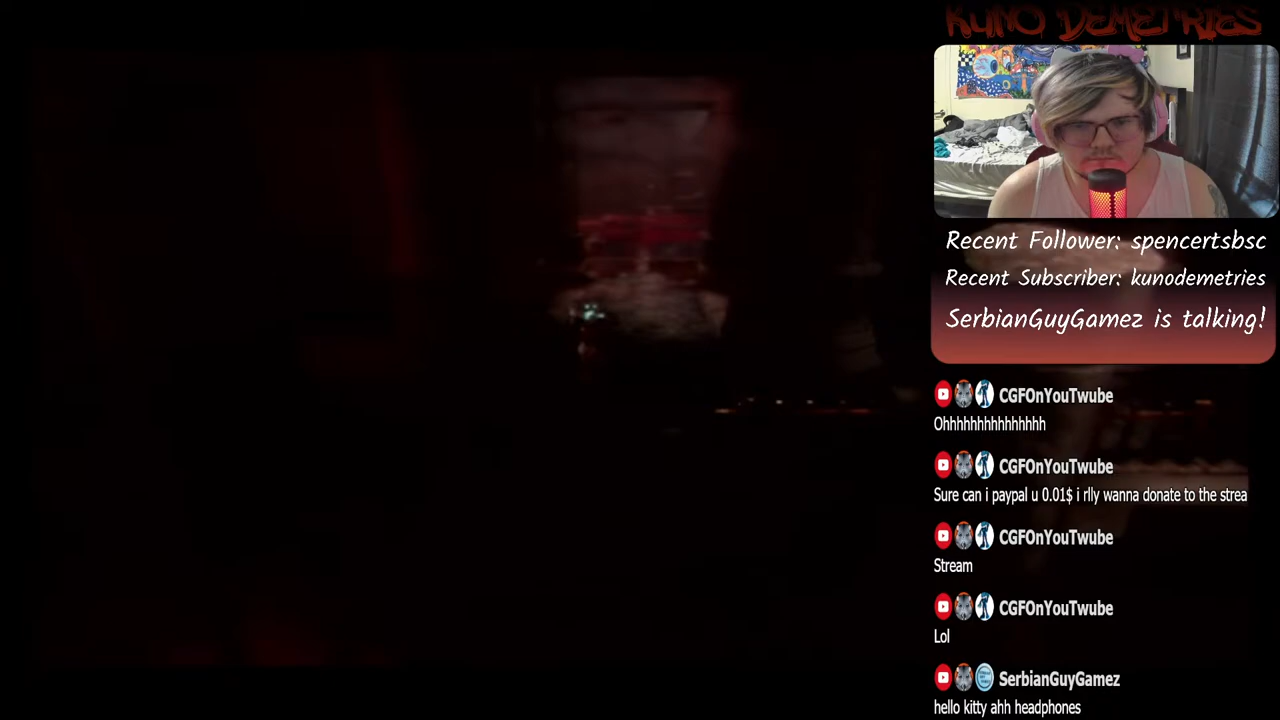 KUNO DEMETRIES
Recent Follower: spencertsbsc
Recent Subscriber: kunodemetries
SerbianGuyGamez is talking!
CGFOnYouTwube
Ohhhhhhhhhhhhhhh
CGFOnYouTwube
Sure can i paypal u 0.01$ i rlly wanna donate to the strea
CGFOnYouTwube
Stream
CGFOnYouTwube
Lol
SerbianGuyGamez
hello kitty ahh headphones